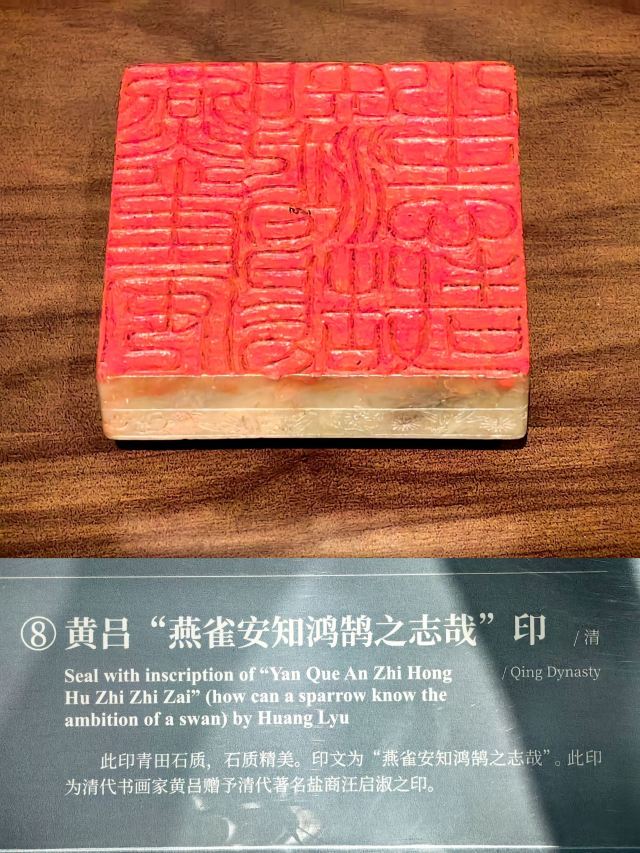 ⑧ 黄吕“燕雀安知鸿鹄之志哉”印 / 清
Seal with inscription of “Yan Que An Zhi Hong / Qing Dynasty
Hu Zhi Zhi Zai” (how can a sparrow know the
ambition of a swan) by Huang Lyu
此印青田石质，石质精美。印文为“燕雀安知鸿鹄之志哉”。此印
为清代书画家黄吕赠予清代著名盐商汪启淑之印。